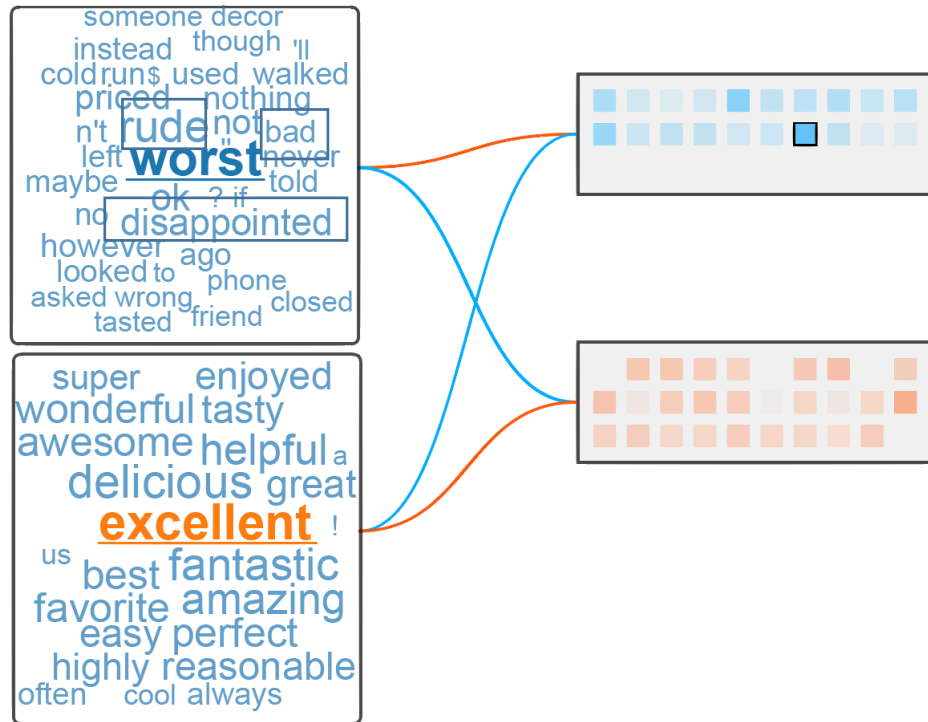 someone decor
instead though 'll
cold run $ used walked
priced nothing
n't rude not bad
left worst " never
maybe told
ok ? if
no disappointed
however ago
looked to phone
asked wrong closed
tasted friend
super enjoyed
wonderful tasty
awesome helpful a
delicious great
excellent !
us best fantastic
favorite amazing
easy perfect
highly reasonable
often cool always